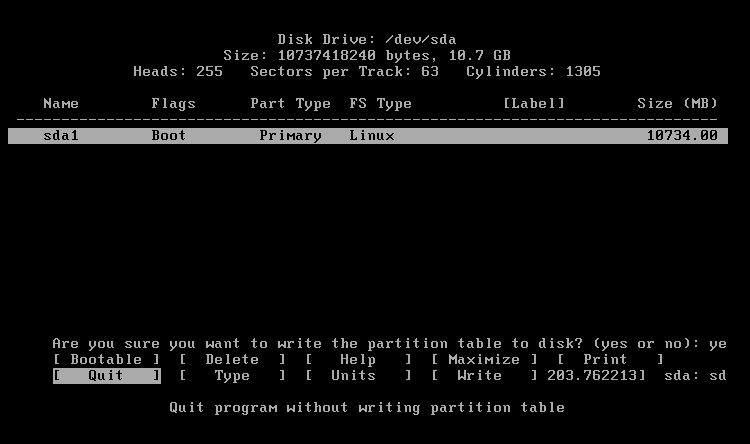 Disk Drive: /dev/sda
Size: 10737418240 bytes, 10.7 GB
Heads: 255   Sectors per Track: 63   Cylinders: 1305
Name        Flags      Part Type  FS Type          [Label]        Size (MB)
------------------------------------------------------------------------------
sda1        Boot        Primary   Linux                            10734.00
Are you sure you want to write the partition table to disk? (yes or no): ye
[ Bootable ]  [  Delete  ]  [   Help   ]  [ Maximize ]  [  Print   ]
[   Quit   ]  [   Type   ]  [  Units   ]  [  Write   ] 203.762213]  sda: sd
Quit program without writing partition table